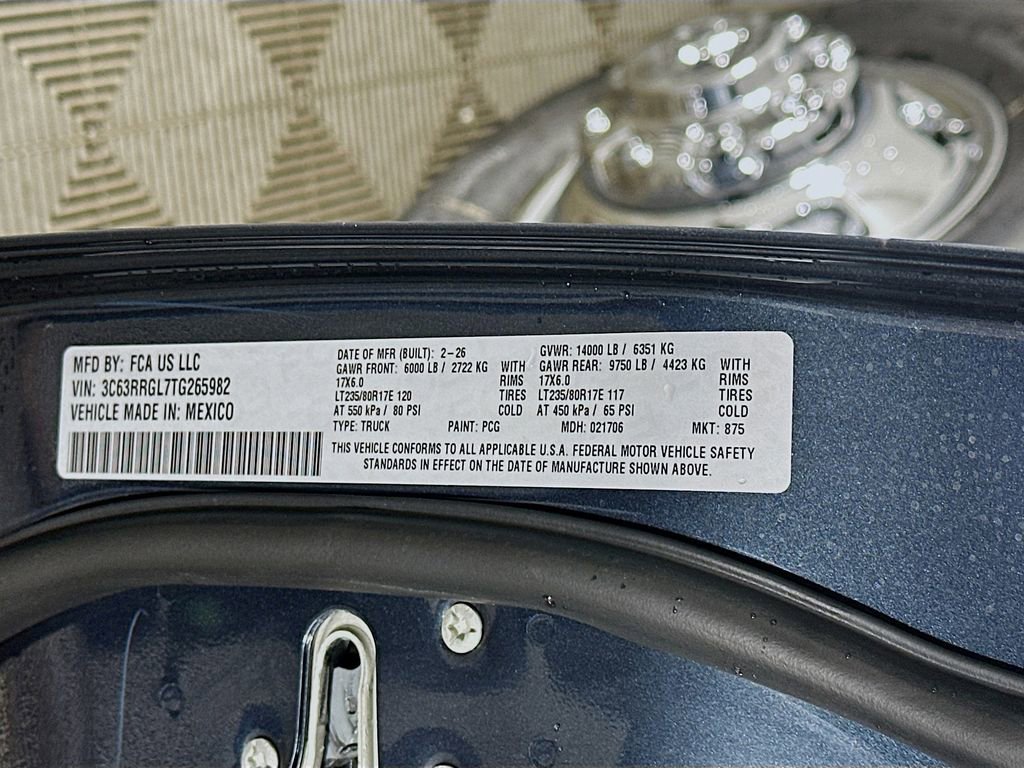 MFD BY: FCA US LLC
VIN: 3C63RRGL7TG265982
VEHICLE MADE IN: MEXICO
DATE OF MFR (BUILT): 2-26
GAWR FRONT: 6000 LB / 2722 KG WITH
17X6.0 RIMS
LT235/80R17E 120 TIRES
AT 550 kPa / 80 PSI COLD
TYPE: TRUCK PAINT: PCG
GVWR: 14000 LB / 6351 KG
GAWR REAR: 9750 LB / 4423 KG WITH
17X6.0 RIMS
LT235/80R17E 117 TIRES
AT 450 kPa / 65 PSI COLD
MDH: 021706 MKT: 875
THIS VEHICLE CONFORMS TO ALL APPLICABLE U.S.A. FEDERAL MOTOR VEHICLE SAFETY
STANDARDS IN EFFECT ON THE DATE OF MANUFACTURE SHOWN ABOVE.